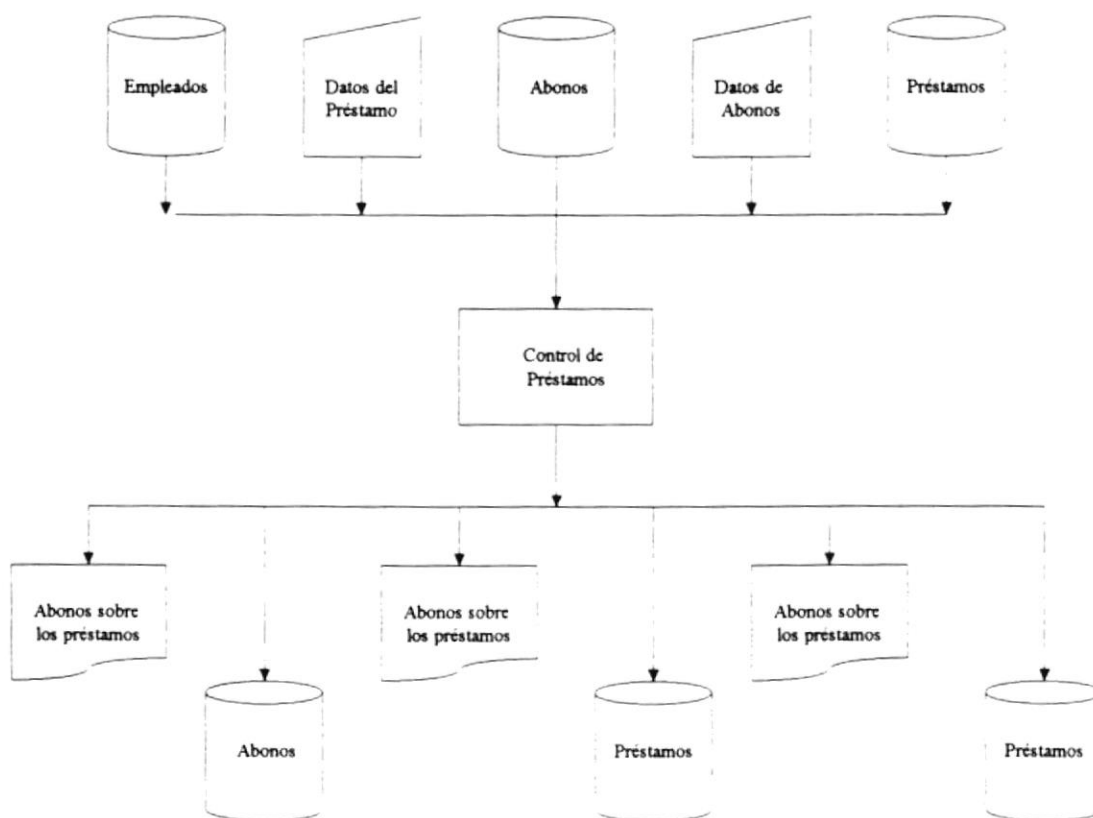 Empleados
Datos del
Préstamo
Abonos
Datos de
Abonos
Préstamos
Control de
Préstamos
Abonos sobre
los préstamos
Abonos sobre
los préstamos
Abonos sobre
los préstamos
Abonos
Préstamos
Préstamos